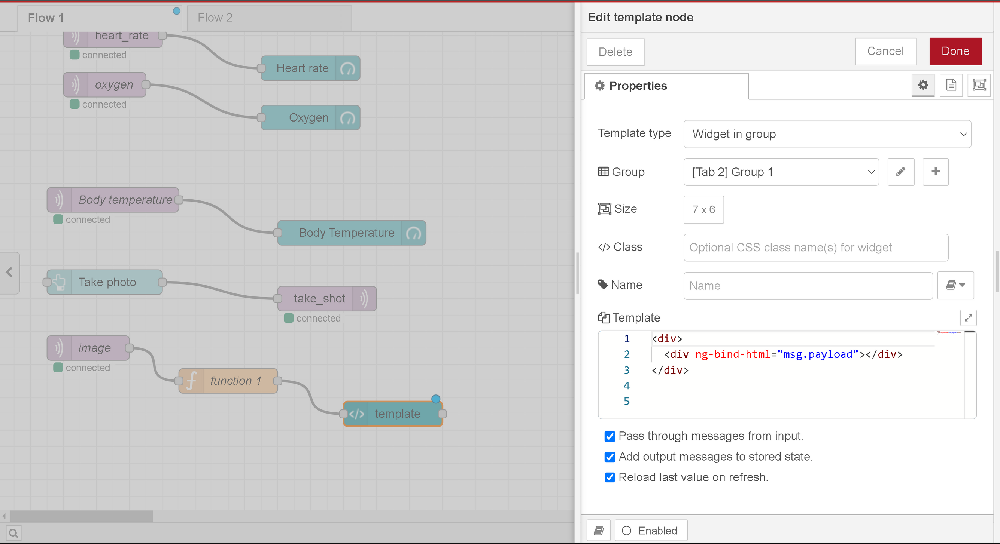 Flow 1
Flow 2
heart_rate
connected
Heart rate
oxygen
connected
Oxygen
Body temperature
connected
Body Temperature
Take photo
take_shot
connected
image
connected
function 1
template
Edit template node
Delete
Cancel
Done
Properties
Template type
Widget in group
Group
[Tab 2] Group 1
Size
7 x 6
</> Class
Optional CSS class name(s) for widget
Name
Name
Template
1 <div>
2 <div ng-bind-html="msg.payload"></div>
3 </div>
4
5
Pass through messages from input.
Add output messages to stored state.
Reload last value on refresh.
Enabled